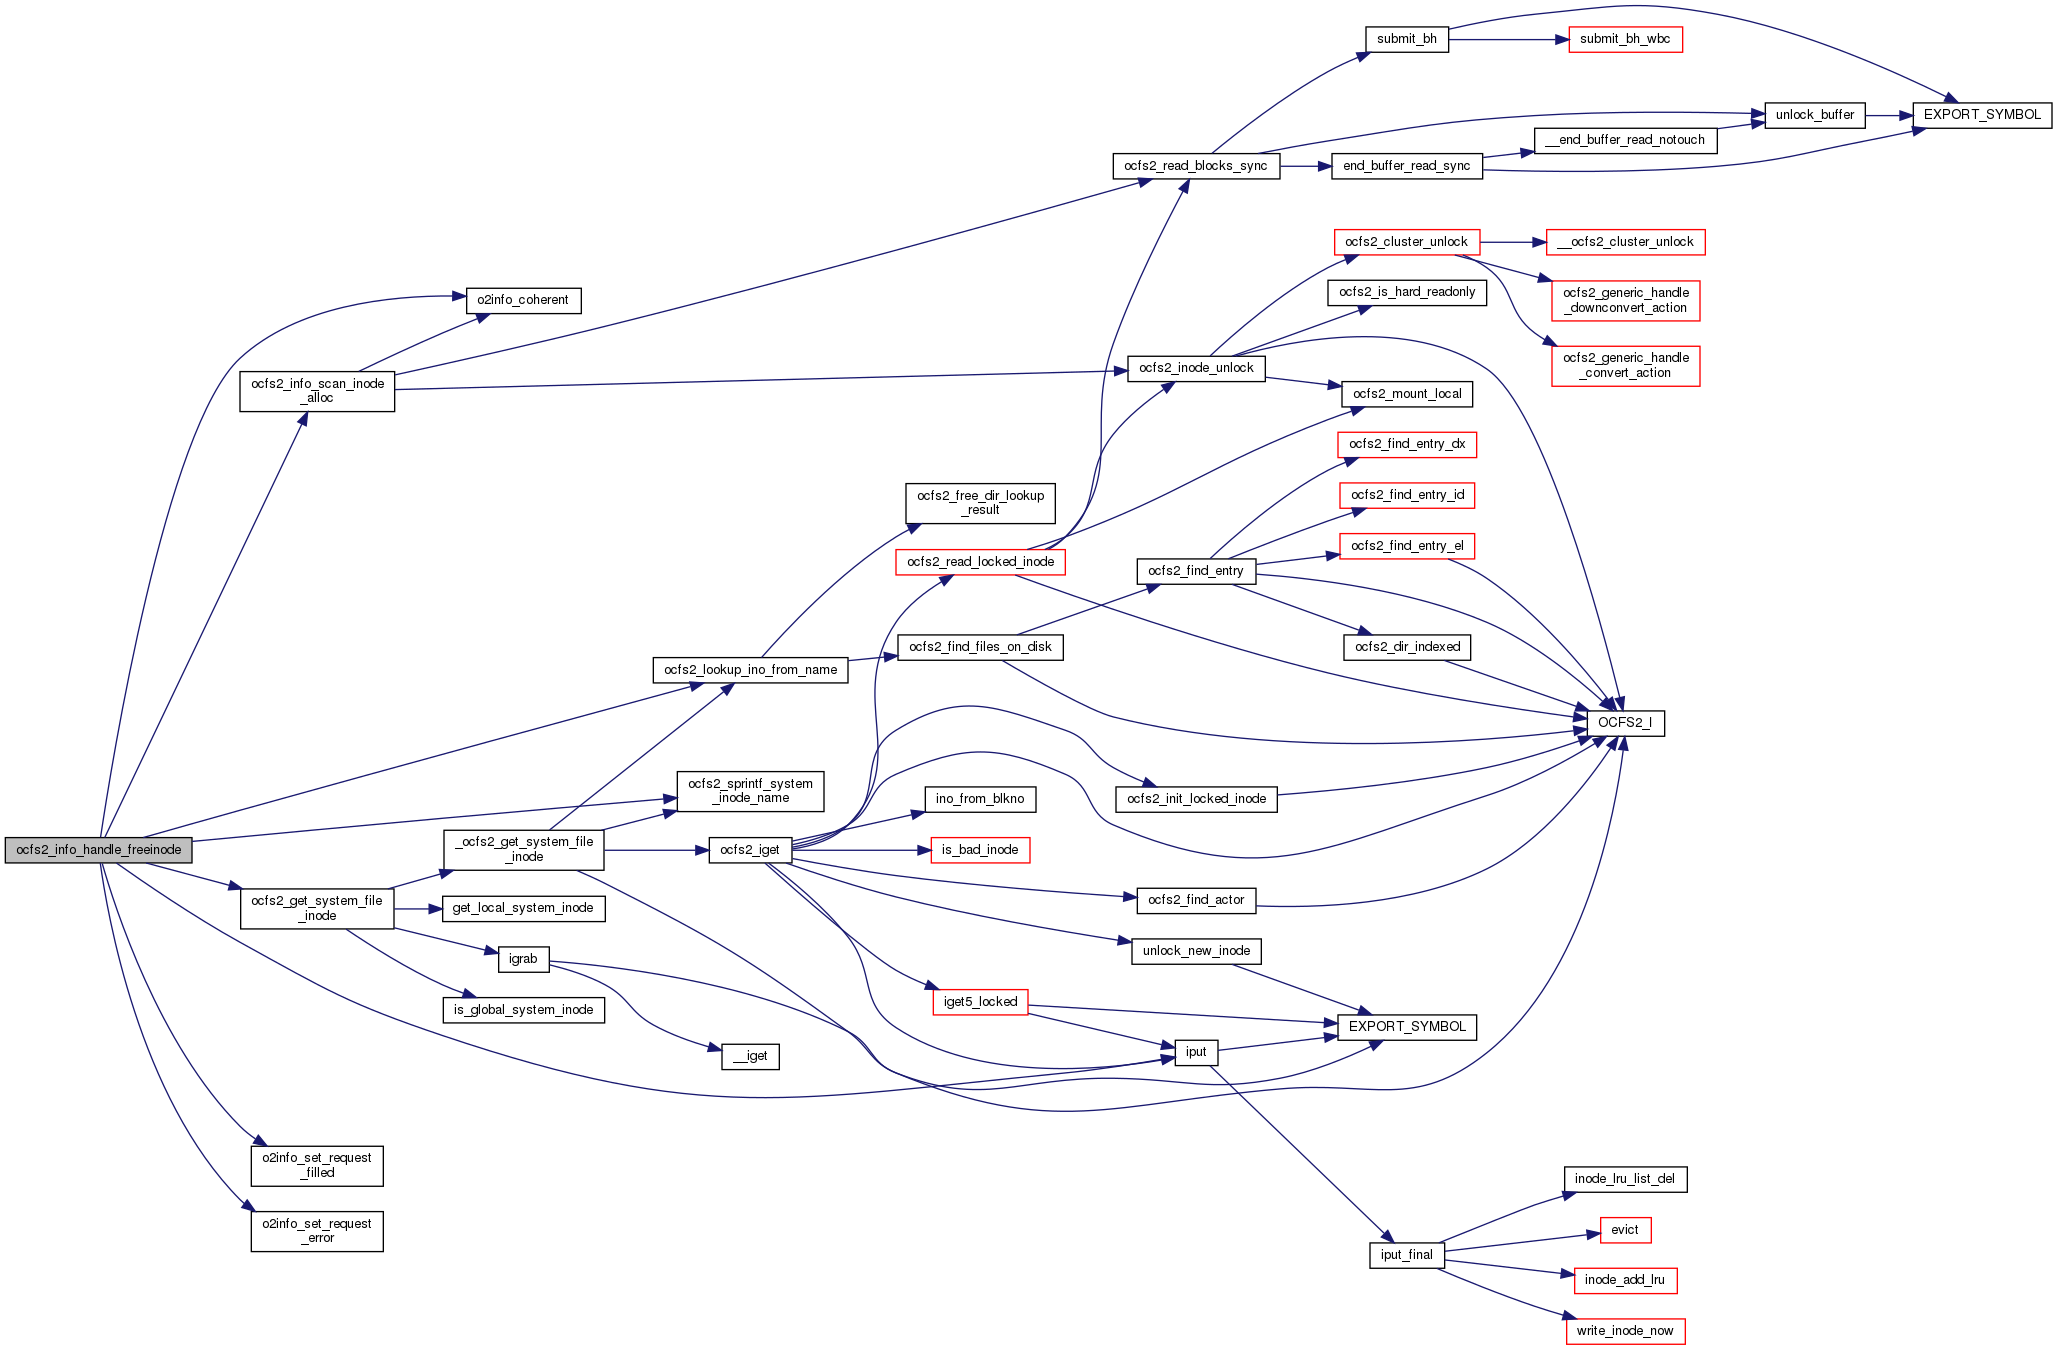 submit_bh
submit_bh_wbc
unlock_buffer
EXPORT_SYMBOL
__end_buffer_read_notouch
ocfs2_read_blocks_sync
end_buffer_read_sync
ocfs2_cluster_unlock
__ocfs2_cluster_unlock
o2info_coherent
ocfs2_is_hard_readonly
ocfs2_generic_handle
_downconvert_action
ocfs2_info_scan_inode
_alloc
ocfs2_inode_unlock
ocfs2_generic_handle
_convert_action
ocfs2_mount_local
ocfs2_find_entry_dx
ocfs2_free_dir_lookup
_result
ocfs2_find_entry_id
ocfs2_read_locked_inode
ocfs2_find_entry_el
ocfs2_find_entry
ocfs2_find_files_on_disk
ocfs2_dir_indexed
ocfs2_lookup_ino_from_name
OCFS2_I
ocfs2_sprintf_system
_inode_name
ino_from_blkno
ocfs2_init_locked_inode
ocfs2_info_handle_freeinode
_ocfs2_get_system_file
_inode
ocfs2_iget
is_bad_inode
ocfs2_get_system_file
_inode
get_local_system_inode
ocfs2_find_actor
igrab
unlock_new_inode
is_global_system_inode
iget5_locked
EXPORT_SYMBOL
__iget
iput
o2info_set_request
_filled
inode_lru_list_del
o2info_set_request
_error
evict
iput_final
inode_add_lru
write_inode_now